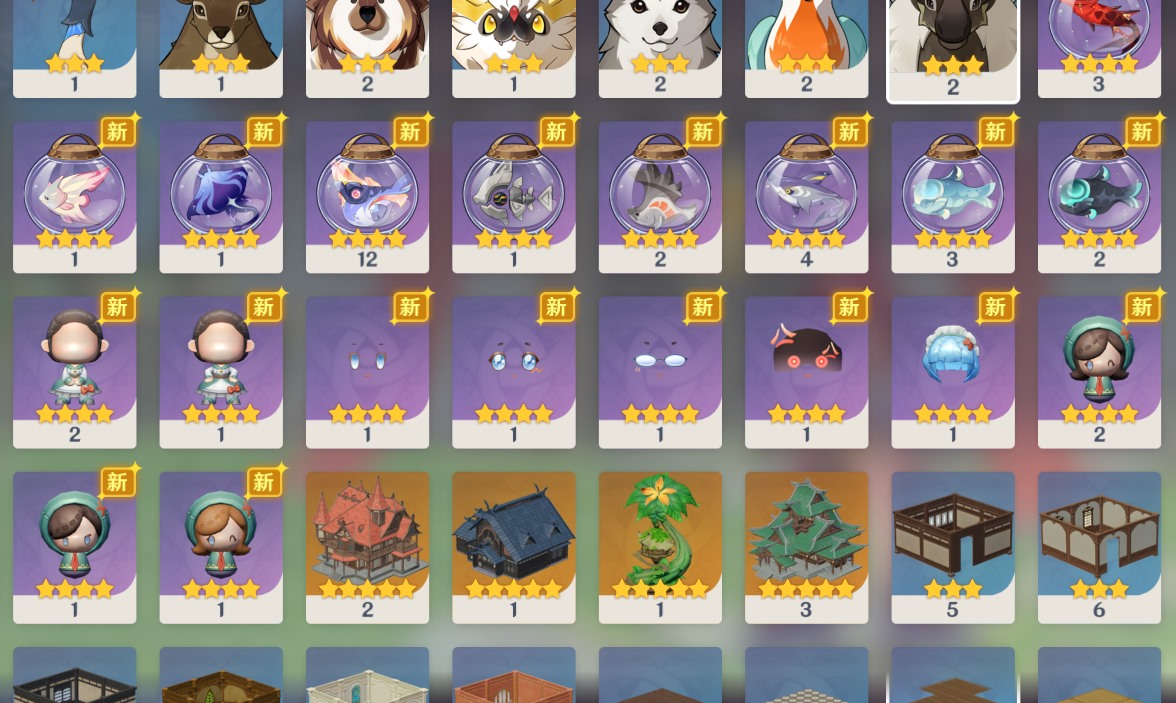 1 1 2 1 2 2 2 3
新 新 新 新 新 新 新 新
1 1 12 1 2 4 3 2
新 新 新 新 新 新 新 新
2 1 1 1 1 1 1 2
新 新
1 1 2 1 1 3 5 6